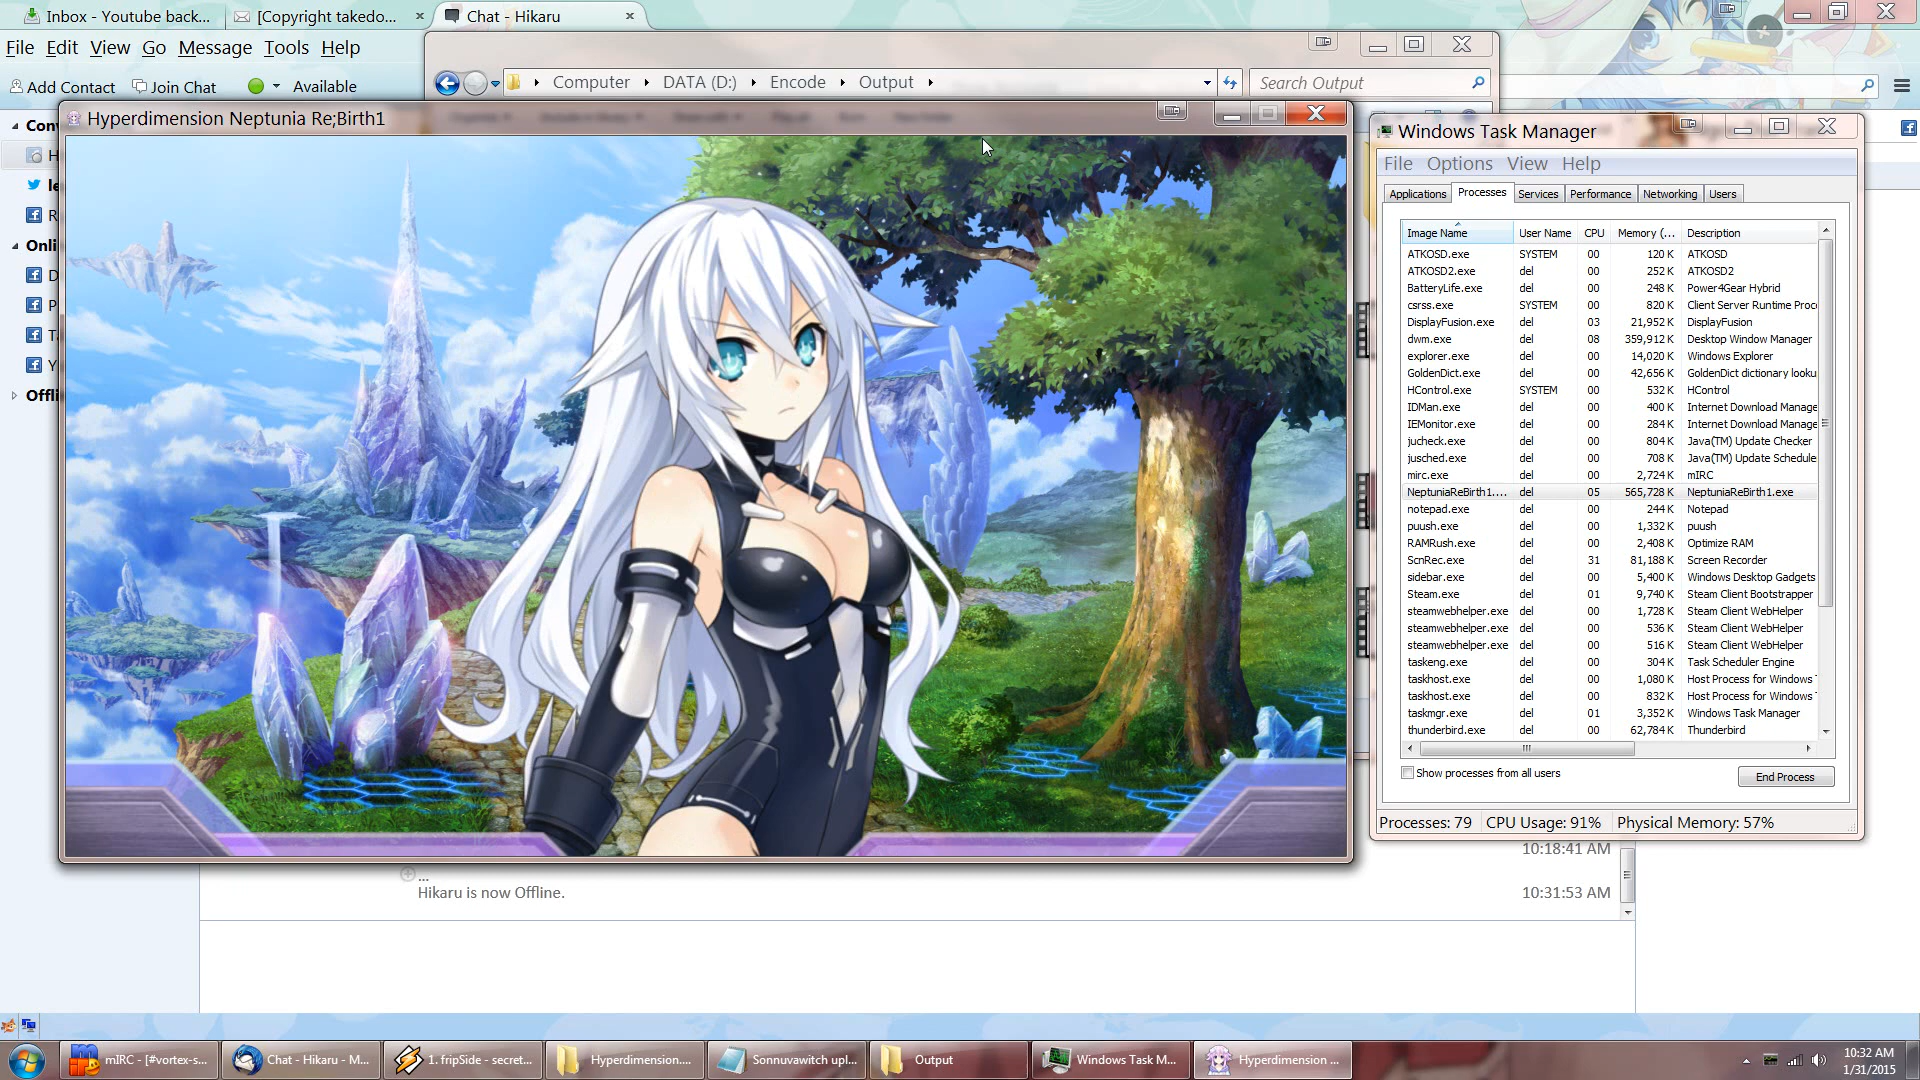 Inbox - Youtube back...
[Copyright takedo...
Chat - Hikaru
File Edit View Go Message Tools Help
Add Contact Join Chat Available
Computer DATA (D:) Encode Output
Search Output
Hyperdimension Neptunia Re;Birth1
Windows Task Manager
File Options View Help
Applications Processes Services Performance Networking Users
Image Name User Name CPU Memory (... Description
ATKOSD.exe SYSTEM 00 120 K ATKOSD
ATKOSD2.exe del 00 252 K ATKOSD2
BatteryLife.exe del 00 248 K Power4Gear Hybrid
csrss.exe SYSTEM 00 820 K Client Server Runtime Proc
DisplayFusion.exe del 03 21,952 K DisplayFusion
dwm.exe del 08 359,912 K Desktop Window Manager
explorer.exe del 00 14,020 K Windows Explorer
GoldenDict.exe del 00 42,656 K GoldenDict dictionary looku
HControl.exe SYSTEM 00 532 K HControl
IDMan.exe del 00 400 K Internet Download Manage
IEMonitor.exe del 00 284 K Internet Download Manage
jucheck.exe del 00 804 K Java(TM) Update Checker
jusched.exe del 00 708 K Java(TM) Update Schedule
mirc.exe del 00 2,724 K mIRC
NeptuniaReBirth1.... del 05 565,728 K NeptuniaReBirth1.exe
notepad.exe del 00 244 K Notepad
puush.exe del 00 1,332 K puush
RAMRush.exe del 00 2,408 K Optimize RAM
ScnRec.exe del 31 81,188 K Screen Recorder
sidebar.exe del 00 5,400 K Windows Desktop Gadgets
Steam.exe del 01 9,740 K Steam Client Bootstrapper
steamwebhelper.exe del 00 1,728 K Steam Client WebHelper
steamwebhelper.exe del 00 536 K Steam Client WebHelper
steamwebhelper.exe del 00 516 K Steam Client WebHelper
taskeng.exe del 00 304 K Task Scheduler Engine
taskhost.exe del 00 1,080 K Host Process for Windows
taskhost.exe del 00 832 K Host Process for Windows
taskmgr.exe del 01 3,352 K Windows Task Manager
thunderbird.exe del 00 62,784 K Thunderbird
Show processes from all users
End Process
Processes: 79 CPU Usage: 91% Physical Memory: 57%
Con
H
le
R
Onli
D
P
T
Y
Offli
10:18:41 AM
...
Hikaru is now Offline. 10:31:53 AM
mIRC - [#vortex-s...
Chat - Hikaru - M...
1. fripSide - secret...
Hyperdimension....
Sonnuvawitch upl...
Output
Windows Task M...
Hyperdimension ...
10:32 AM
1/31/2015